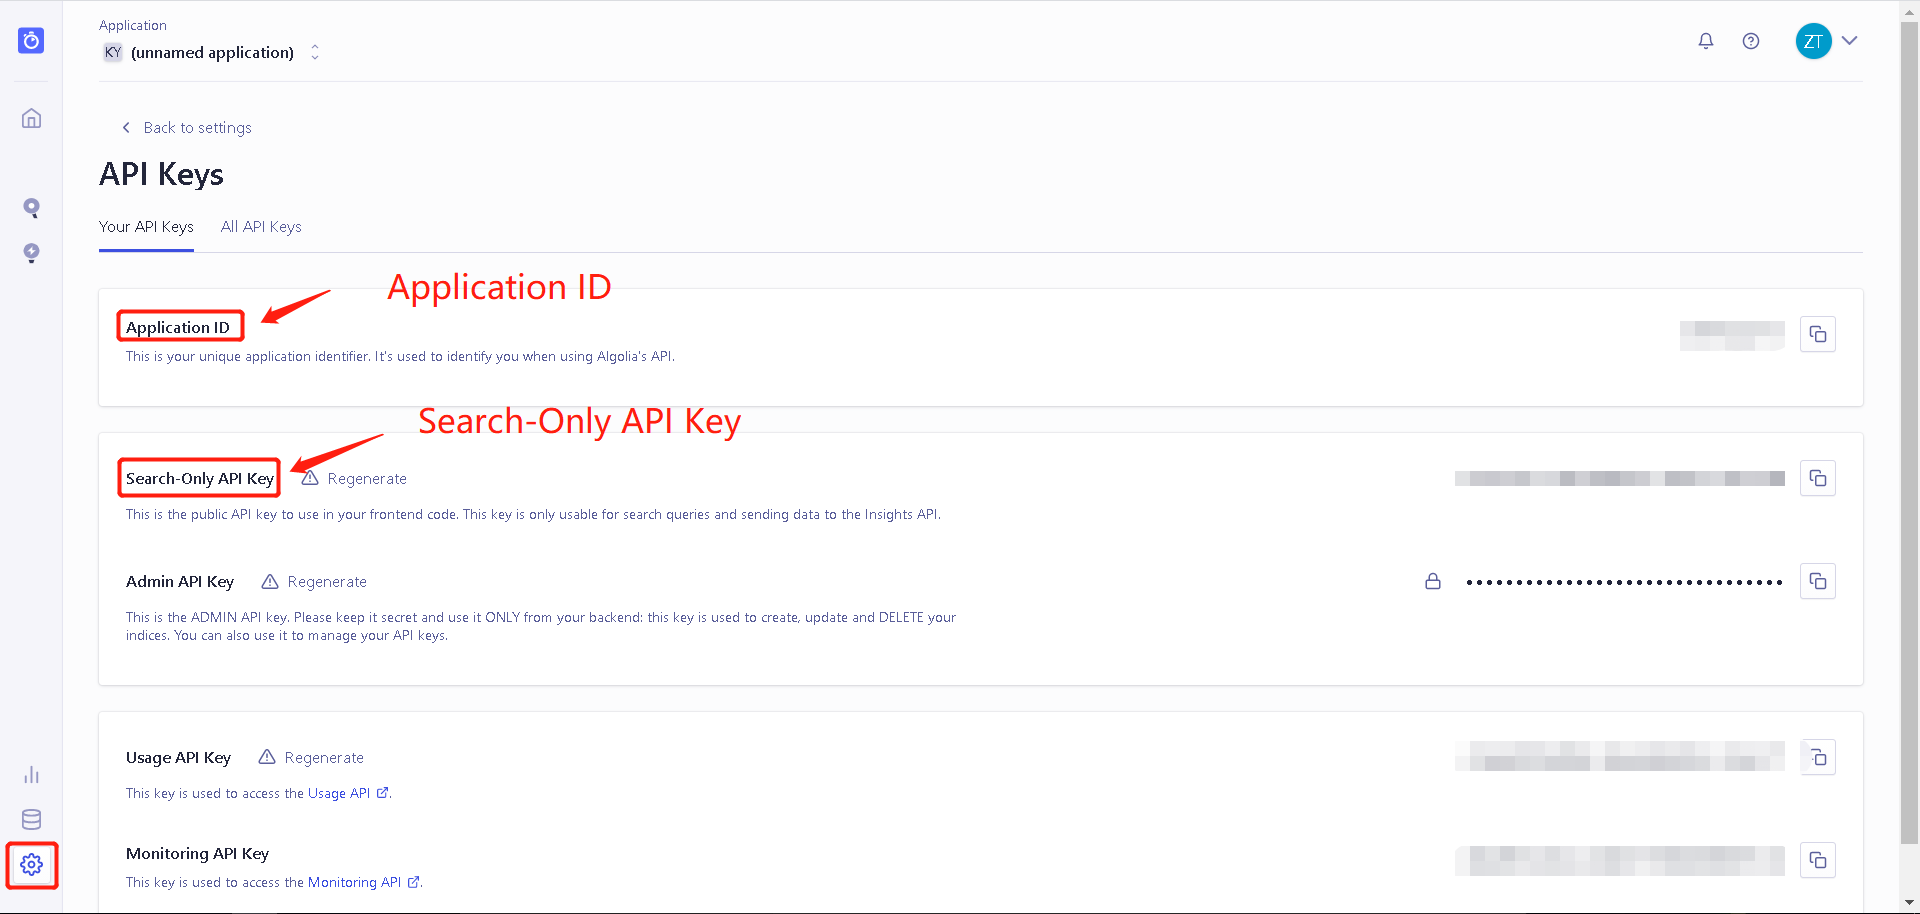 Application
KY (unnamed application)
ZT
Back to settings
API Keys
Your API Keys All API Keys
Application ID
Application ID
This is your unique application identifier. It's used to identify you when using Algolia's API.
Search-Only API Key
Search-Only API Key Regenerate
This is the public API key to use in your frontend code. This key is only usable for search queries and sending data to the Insights API.
Admin API Key Regenerate
This is the ADMIN API key. Please keep it secret and use it ONLY from your backend: this key is used to create, update and DELETE your
indices. You can also use it to manage your API keys.
Usage API Key Regenerate
This key is used to access the Usage API .
Monitoring API Key
This key is used to access the Monitoring API .